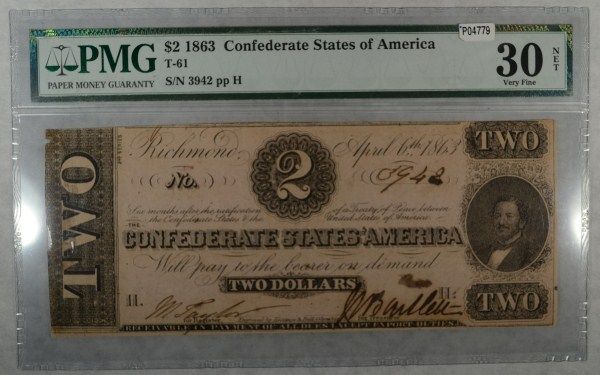 PMG
PAPER MONEY GUARANTY
$2 1863 Confederate States of America
T-61
S/N 3942 pp H
*P04779
30
NET
Very Fine
TWO
Richmond April 6th, 1863
2
No. 3942
TWO
Six months after the ratification of a Treaty of Peace between
the Confederate States & the United States of America.
THE
CONFEDERATE STATES OF AMERICA
Will pay to the bearer on demand
TWO DOLLARS
H. H.
for Register
TWO
RECEIVABLE IN PAYMENT OF ALL DUES EXCEPT EXPORT DUTIES